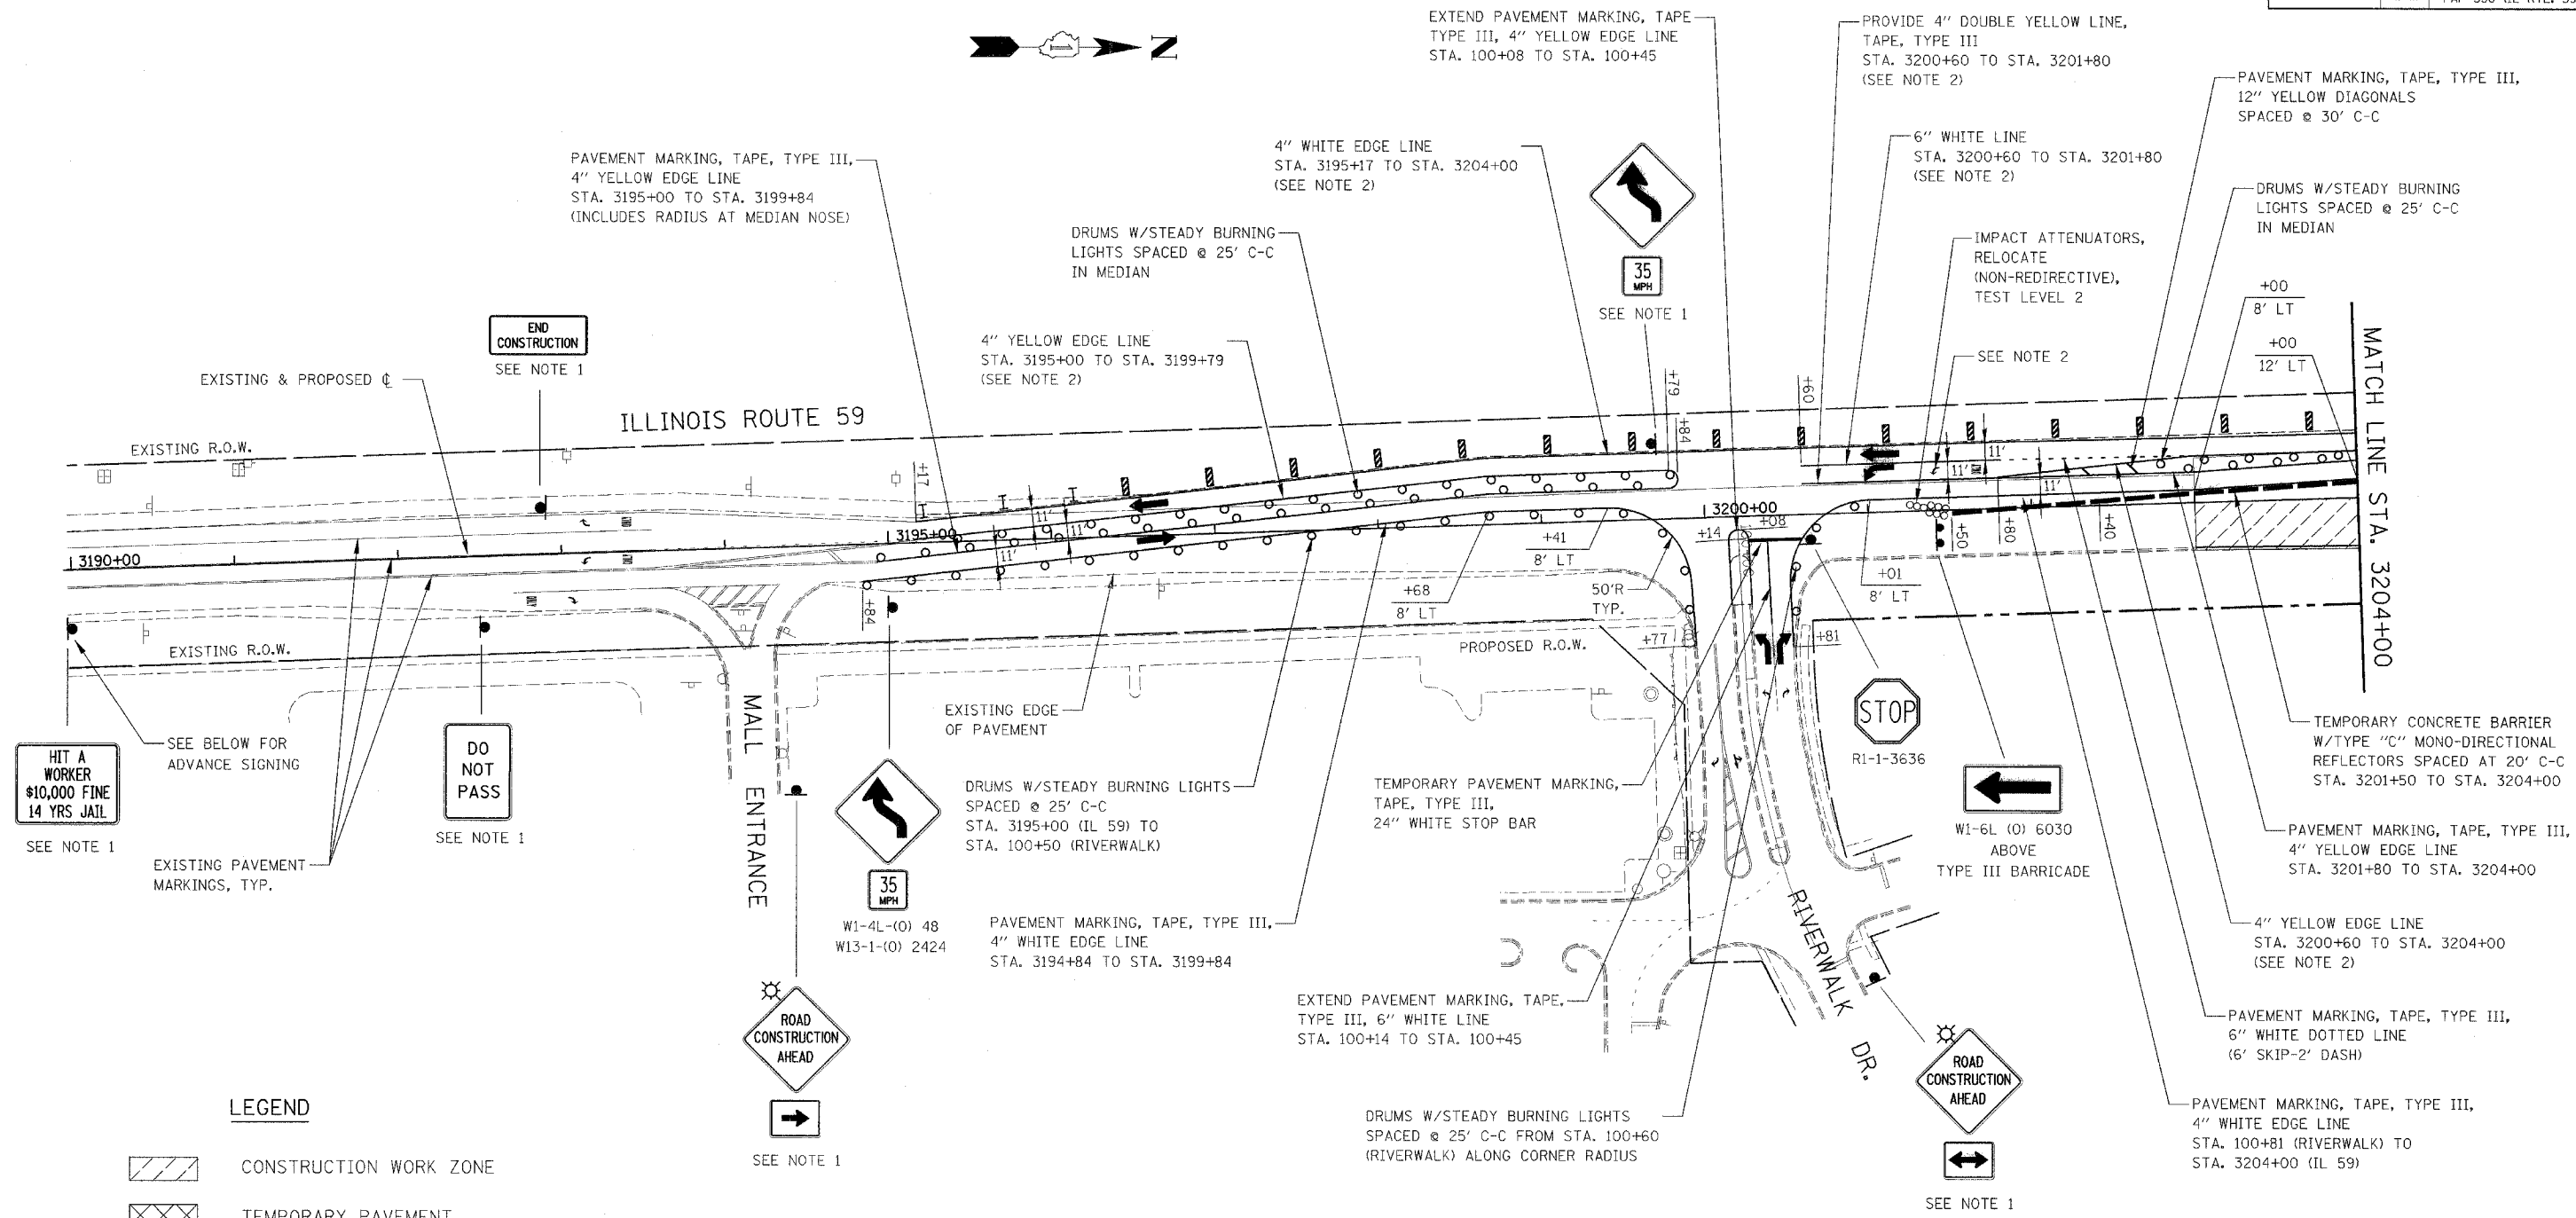 EXTEND PAVEMENT MARKING, TAPE
TYPE III, 4" YELLOW EDGE LINE
STA. 100+08 TO STA. 100+45
PROVIDE 4" DOUBLE YELLOW LINE,
TAPE, TYPE III
STA. 3200+60 TO STA. 3201+80
(SEE NOTE 2)
PAVEMENT MARKING, TAPE, TYPE III,
12" YELLOW DIAGONALS
SPACED @ 30' C-C
N
PAVEMENT MARKING, TAPE, TYPE III,
4" YELLOW EDGE LINE
STA. 3195+00 TO STA. 3199+84
(INCLUDES RADIUS AT MEDIAN NOSE)
4" WHITE EDGE LINE
STA. 3195+17 TO STA. 3204+00
(SEE NOTE 2)
6" WHITE LINE
STA. 3200+60 TO STA. 3201+80
(SEE NOTE 2)
DRUMS W/STEADY BURNING
LIGHTS SPACED @ 25' C-C
IN MEDIAN
DRUMS W/STEADY BURNING
LIGHTS SPACED @ 25' C-C
IN MEDIAN
IMPACT ATTENUATORS,
RELOCATE
(NON-REDIRECTIVE),
TEST LEVEL 2
35
MPH
SEE NOTE 1
+00
8' LT
+00
12' LT
END
CONSTRUCTION
SEE NOTE 1
4" YELLOW EDGE LINE
STA. 3195+00 TO STA. 3199+79
(SEE NOTE 2)
SEE NOTE 2
EXISTING & PROPOSED ℄
ILLINOIS ROUTE 59
EXISTING R.O.W.
+17
+79
+84
+60
MATCH LINE STA. 3204+00
3190+00
3195+00
3200+00
11'
11'
11'
11'
11'
11'
+14
+08
+50
+80
+40
+41
8' LT
+01
8' LT
+68
8' LT
50'R
TYP.
+84
+77
+81
EXISTING R.O.W.
PROPOSED R.O.W.
HIT A
WORKER
$10,000 FINE
14 YRS JAIL
SEE NOTE 1
SEE BELOW FOR
ADVANCE SIGNING
DO
NOT
PASS
SEE NOTE 1
EXISTING PAVEMENT
MARKINGS, TYP.
MALL ENTRANCE
EXISTING EDGE
OF PAVEMENT
35
MPH
W1-4L-(O) 48
W13-1-(O) 2424
DRUMS W/STEADY BURNING LIGHTS
SPACED @ 25' C-C
STA. 3195+00 (IL 59) TO
STA. 100+50 (RIVERWALK)
TEMPORARY PAVEMENT MARKING,
TAPE, TYPE III,
24" WHITE STOP BAR
STOP
R1-1-3636
W1-6L (O) 6030
ABOVE
TYPE III BARRICADE
TEMPORARY CONCRETE BARRIER
W/TYPE "C" MONO-DIRECTIONAL
REFLECTORS SPACED AT 20' C-C
STA. 3201+50 TO STA. 3204+00
PAVEMENT MARKING, TAPE, TYPE III,
4" YELLOW EDGE LINE
STA. 3201+80 TO STA. 3204+00
PAVEMENT MARKING, TAPE, TYPE III,
4" WHITE EDGE LINE
STA. 3194+84 TO STA. 3199+84
4" YELLOW EDGE LINE
STA. 3200+60 TO STA. 3204+00
(SEE NOTE 2)
RIVERWALK DR.
EXTEND PAVEMENT MARKING, TAPE,
TYPE III, 6" WHITE LINE
STA. 100+14 TO STA. 100+45
PAVEMENT MARKING, TAPE, TYPE III,
6" WHITE DOTTED LINE
(6' SKIP-2' DASH)
ROAD
CONSTRUCTION
AHEAD
SEE NOTE 1
ROAD
CONSTRUCTION
AHEAD
SEE NOTE 1
DRUMS W/STEADY BURNING LIGHTS
SPACED @ 25' C-C FROM STA. 100+60
(RIVERWALK) ALONG CORNER RADIUS
PAVEMENT MARKING, TAPE, TYPE III,
4" WHITE EDGE LINE
STA. 100+81 (RIVERWALK) TO
STA. 3204+00 (IL 59)
LEGEND
CONSTRUCTION WORK ZONE
TEMPORARY PAVEMENT